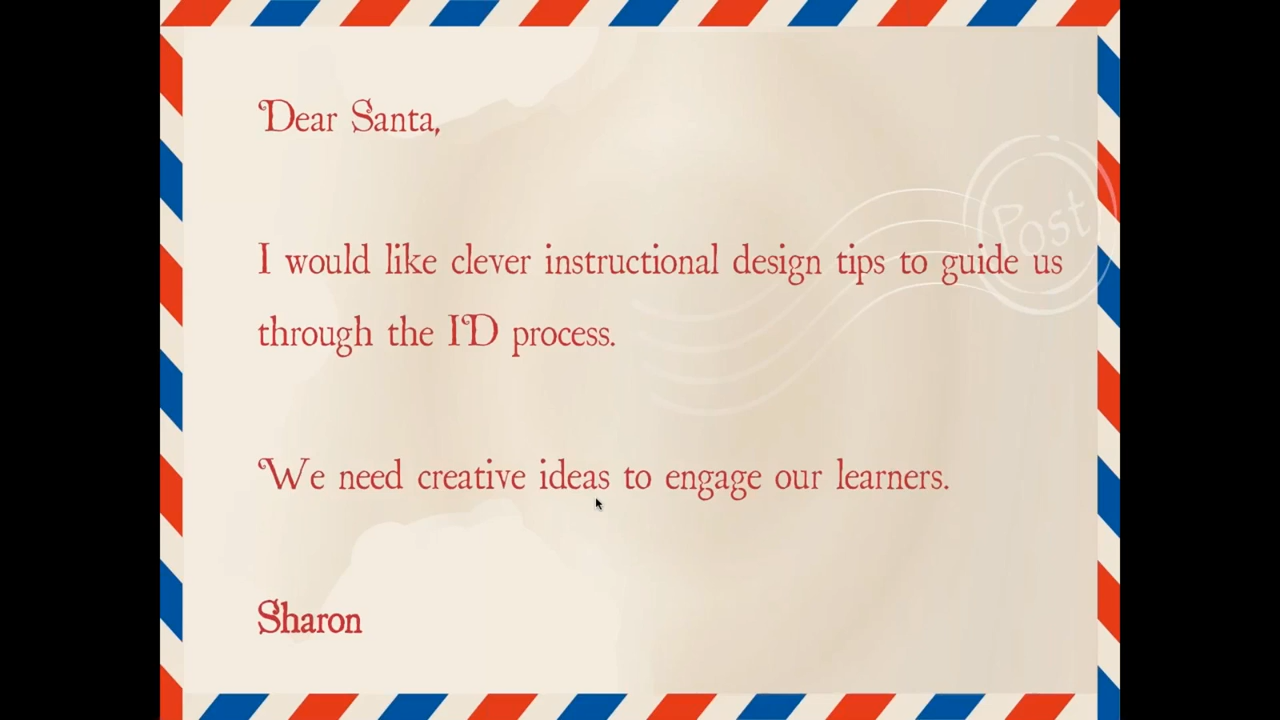 Dear Santa,
Post
I would like clever instructional design tips to guide us
through the ID process.
We need creative ideas to engage our learners.
Sharon